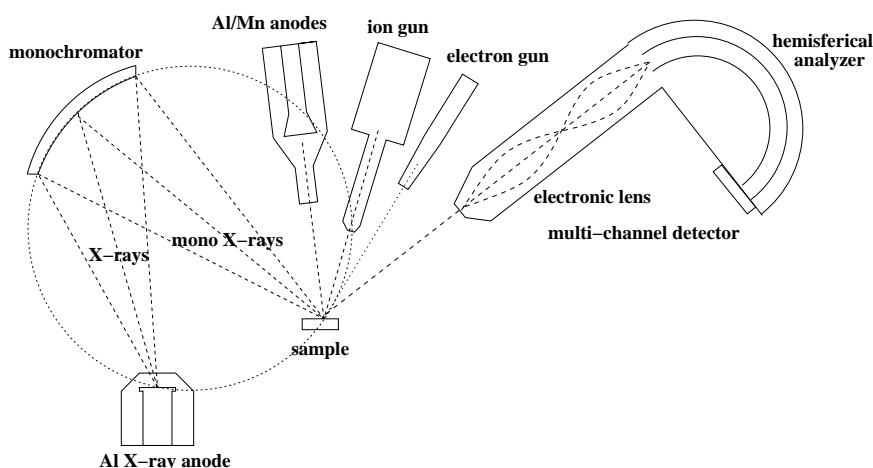 Al/Mn anodes
ion gun
electron gun
hemisferical
analyzer
monochromator
electronic lens
multi−channel detector
X−rays
mono X−rays
sample
Al X−ray anode